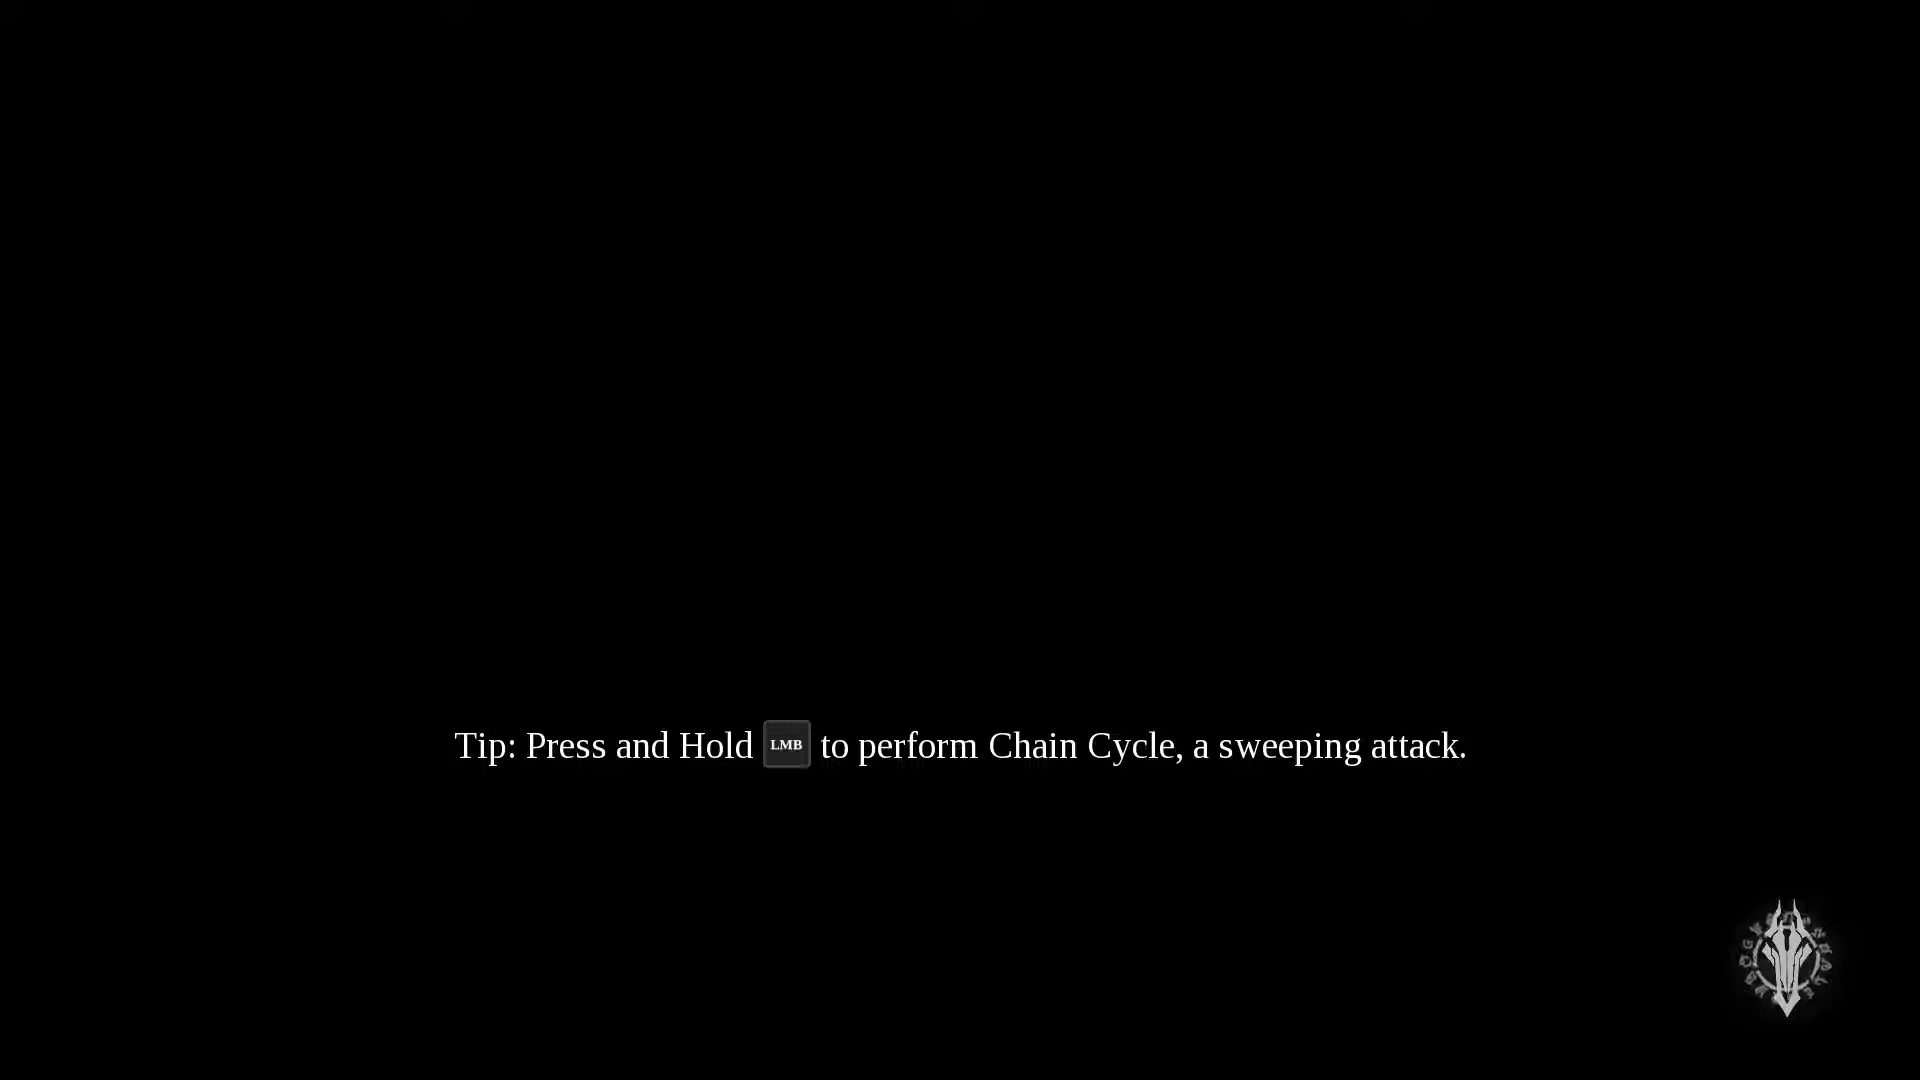 Tip: Press and Hold LMB to perform Chain Cycle, a sweeping attack.